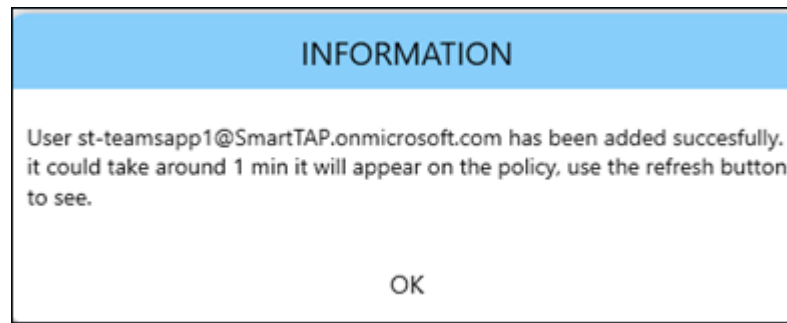 INFORMATION
User st-teamsapp1@SmartTAP.onmicrosoft.com has been added succesfully.
it could take around 1 min it will appear on the policy, use the refresh button
to see.
OK